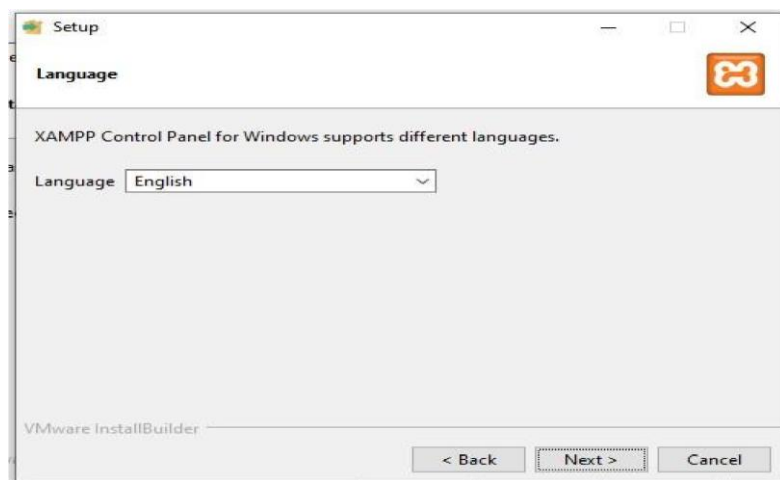 Setup
Language
XAMPP Control Panel for Windows supports different languages.
Language English
VMware InstallBuilder
< Back Next > Cancel